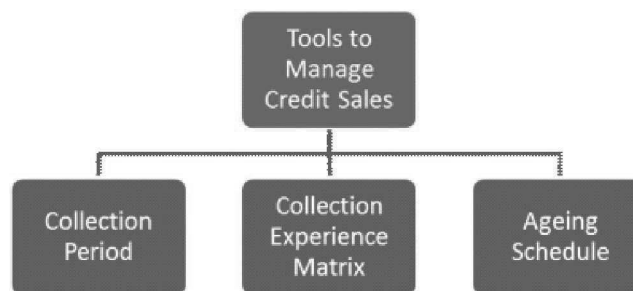 Tools to
Manage
Credit Sales
Collection
Period
Collection
Experience
Matrix
Ageing
Schedule